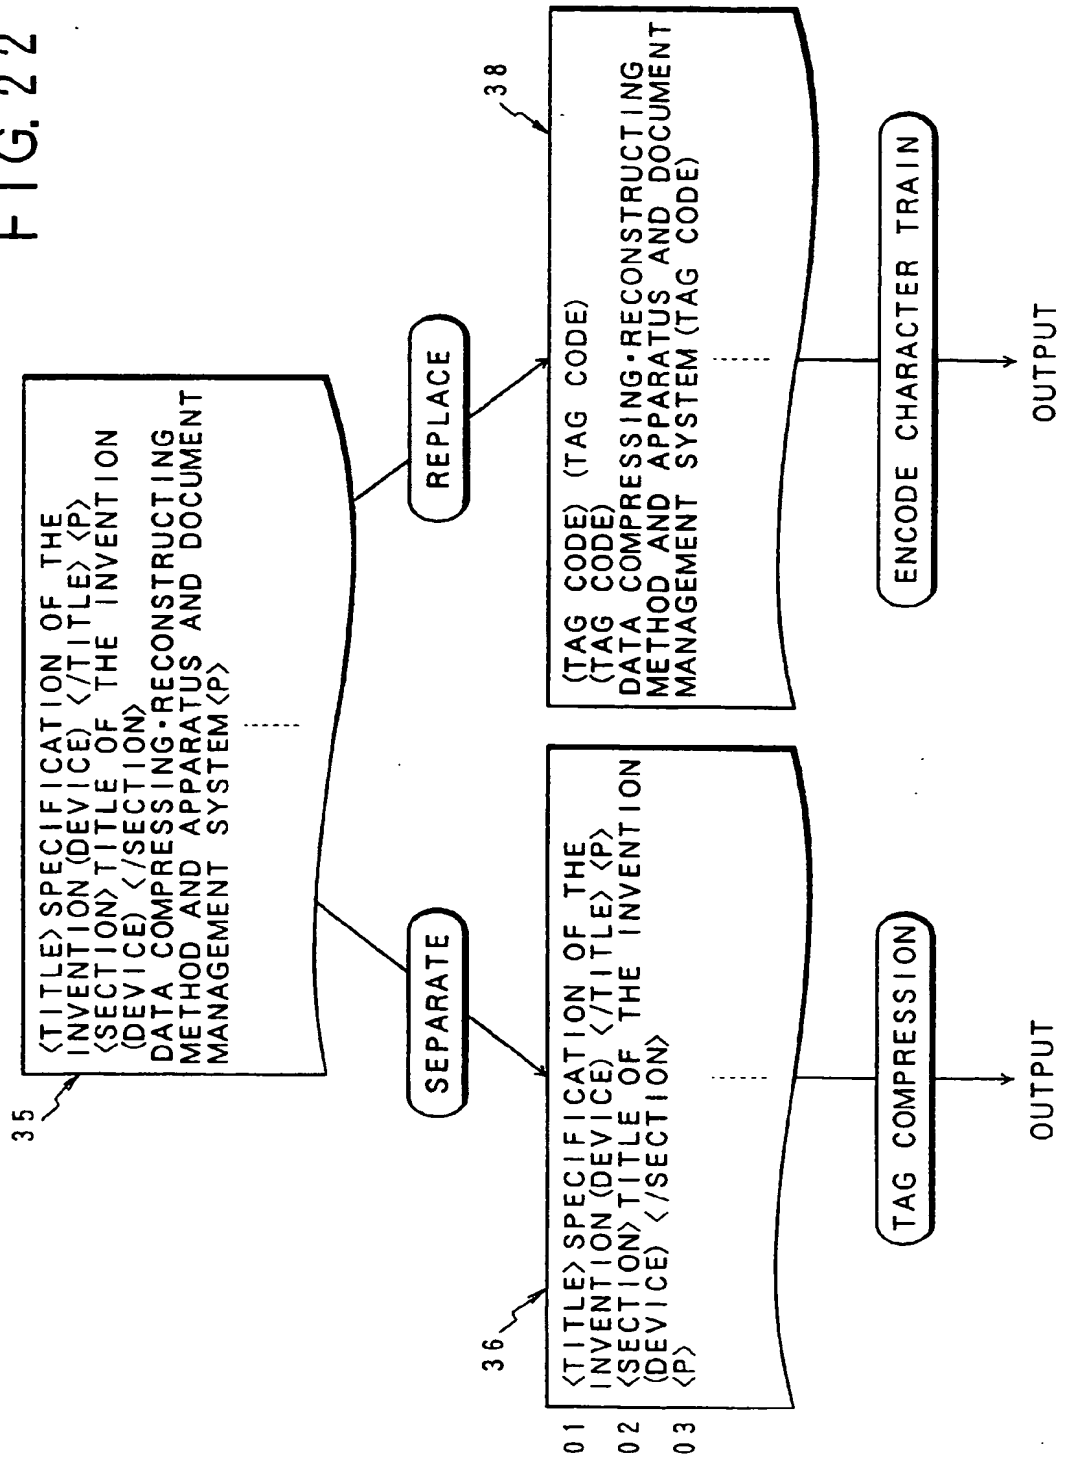 FIG. 22
35
<TITLE>SPECIFICATION OF THE
INVENTION(DEVICE) </TITLE> <P>
<SECTION>TITLE OF THE INVENTION
(DEVICE) </SECTION>
DATA COMPRESSING·RECONSTRUCTING
METHOD AND APPARATUS AND DOCUMENT
MANAGEMENT SYSTEM<P>
SEPARATE
REPLACE
36
01 <TITLE>SPECIFICATION OF THE
INVENTION(DEVICE) </TITLE> <P>
02 <SECTION>TITLE OF THE INVENTION
(DEVICE) </SECTION>
03 <P>
TAG COMPRESSION
OUTPUT
38
(TAG CODE) (TAG CODE)
(TAG CODE)
DATA COMPRESSING·RECONSTRUCTING
METHOD AND APPARATUS AND DOCUMENT
MANAGEMENT SYSTEM(TAG CODE)
ENCODE CHARACTER TRAIN
OUTPUT